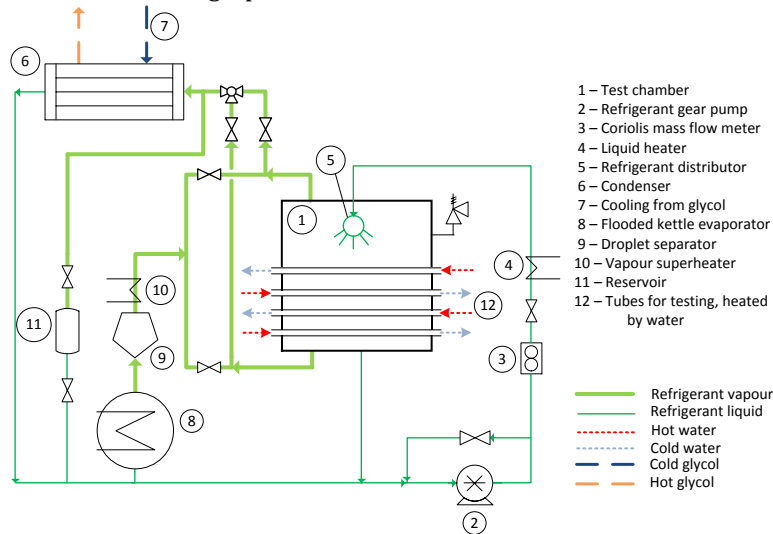 7
6
5
1
10
11
9
8
12
4
3
2
1 – Test chamber
2 – Refrigerant gear pump
3 – Coriolis mass flow meter
4 – Liquid heater
5 – Refrigerant distributor
6 – Condenser
7 – Cooling from glycol
8 – Flooded kettle evaporator
9 – Droplet separator
10 – Vapour superheater
11 – Reservoir
12 – Tubes for testing, heated
by water
Refrigerant vapour
Refrigerant liquid
Hot water
Cold water
Cold glycol
Hot glycol